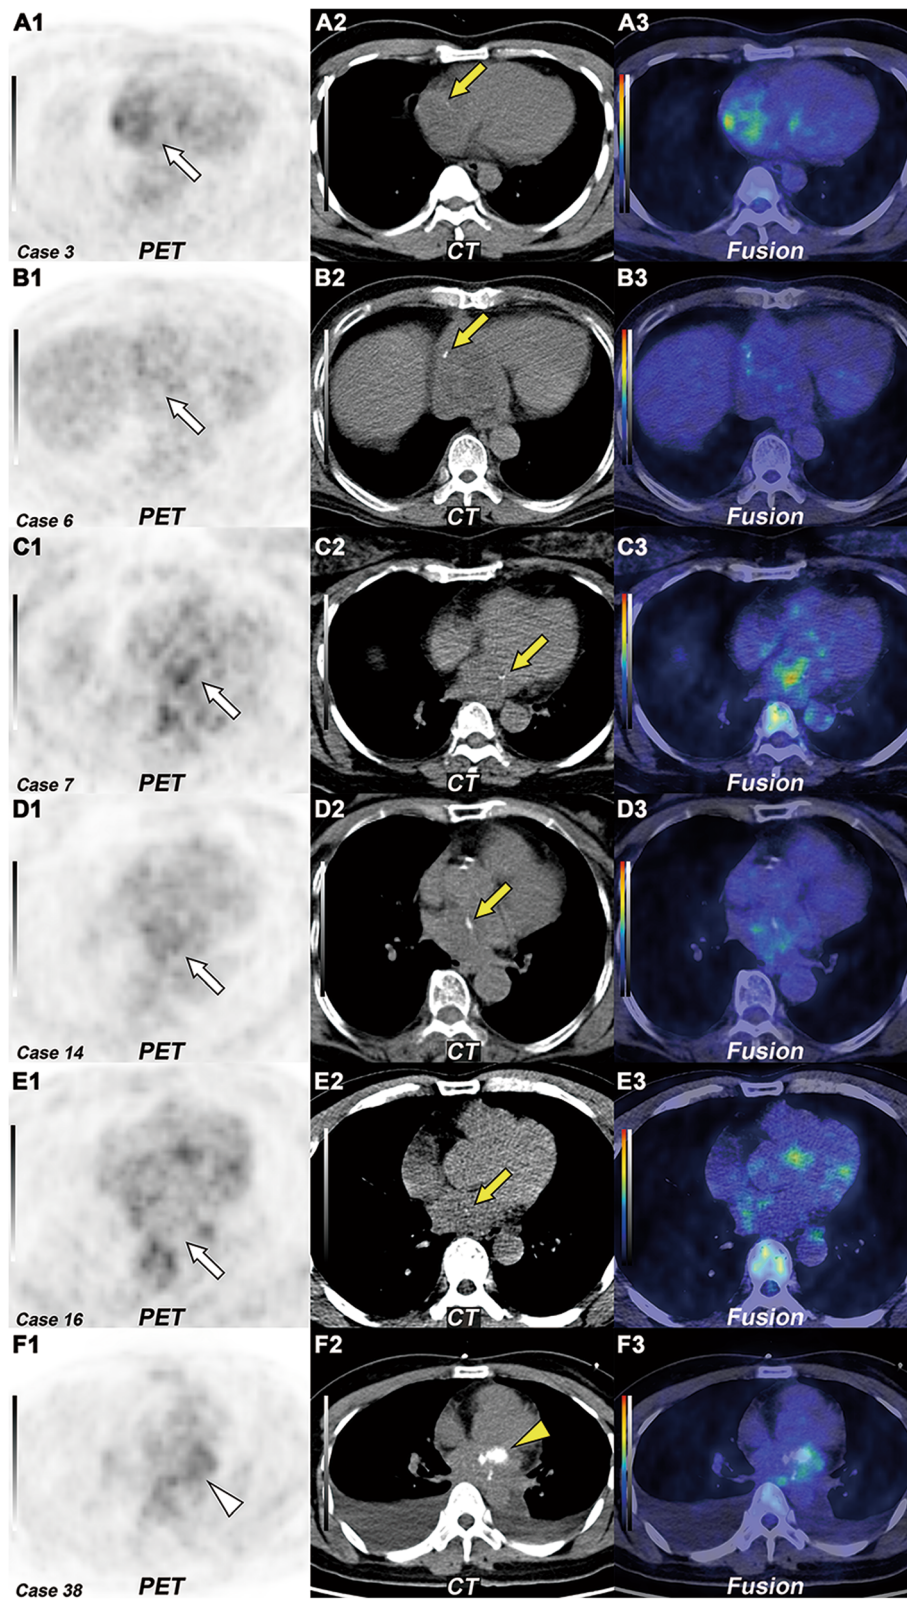 A1 A2 A3
Case 3 PET CT Fusion
B1 B2 B3
Case 6 PET CT Fusion
C1 C2 C3
Case 7 PET CT Fusion
D1 D2 D3
Case 14 PET CT Fusion
E1 E2 E3
Case 16 PET CT Fusion
F1 F2 F3
Case 38 PET CT Fusion